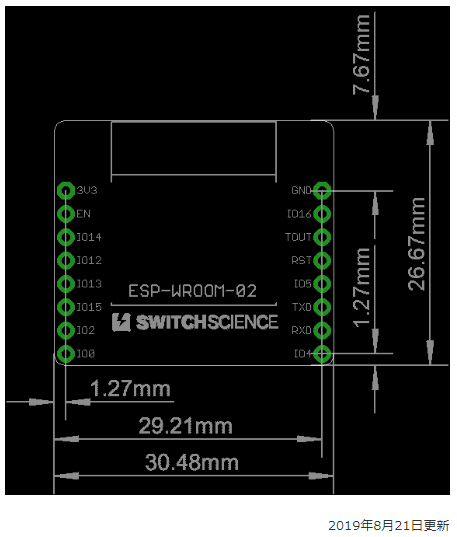 7.67mm
3V3 GND
EN IO16
IO14 TOUT
IO12 RST
IO13 IO5
IO15 TXD
IO2 RXD
IO0 IO4
ESP-WROOM-02
SWITCHSCIENCE
1.27mm
26.67mm
1.27mm
29.21mm
30.48mm
2019年8月21日更新